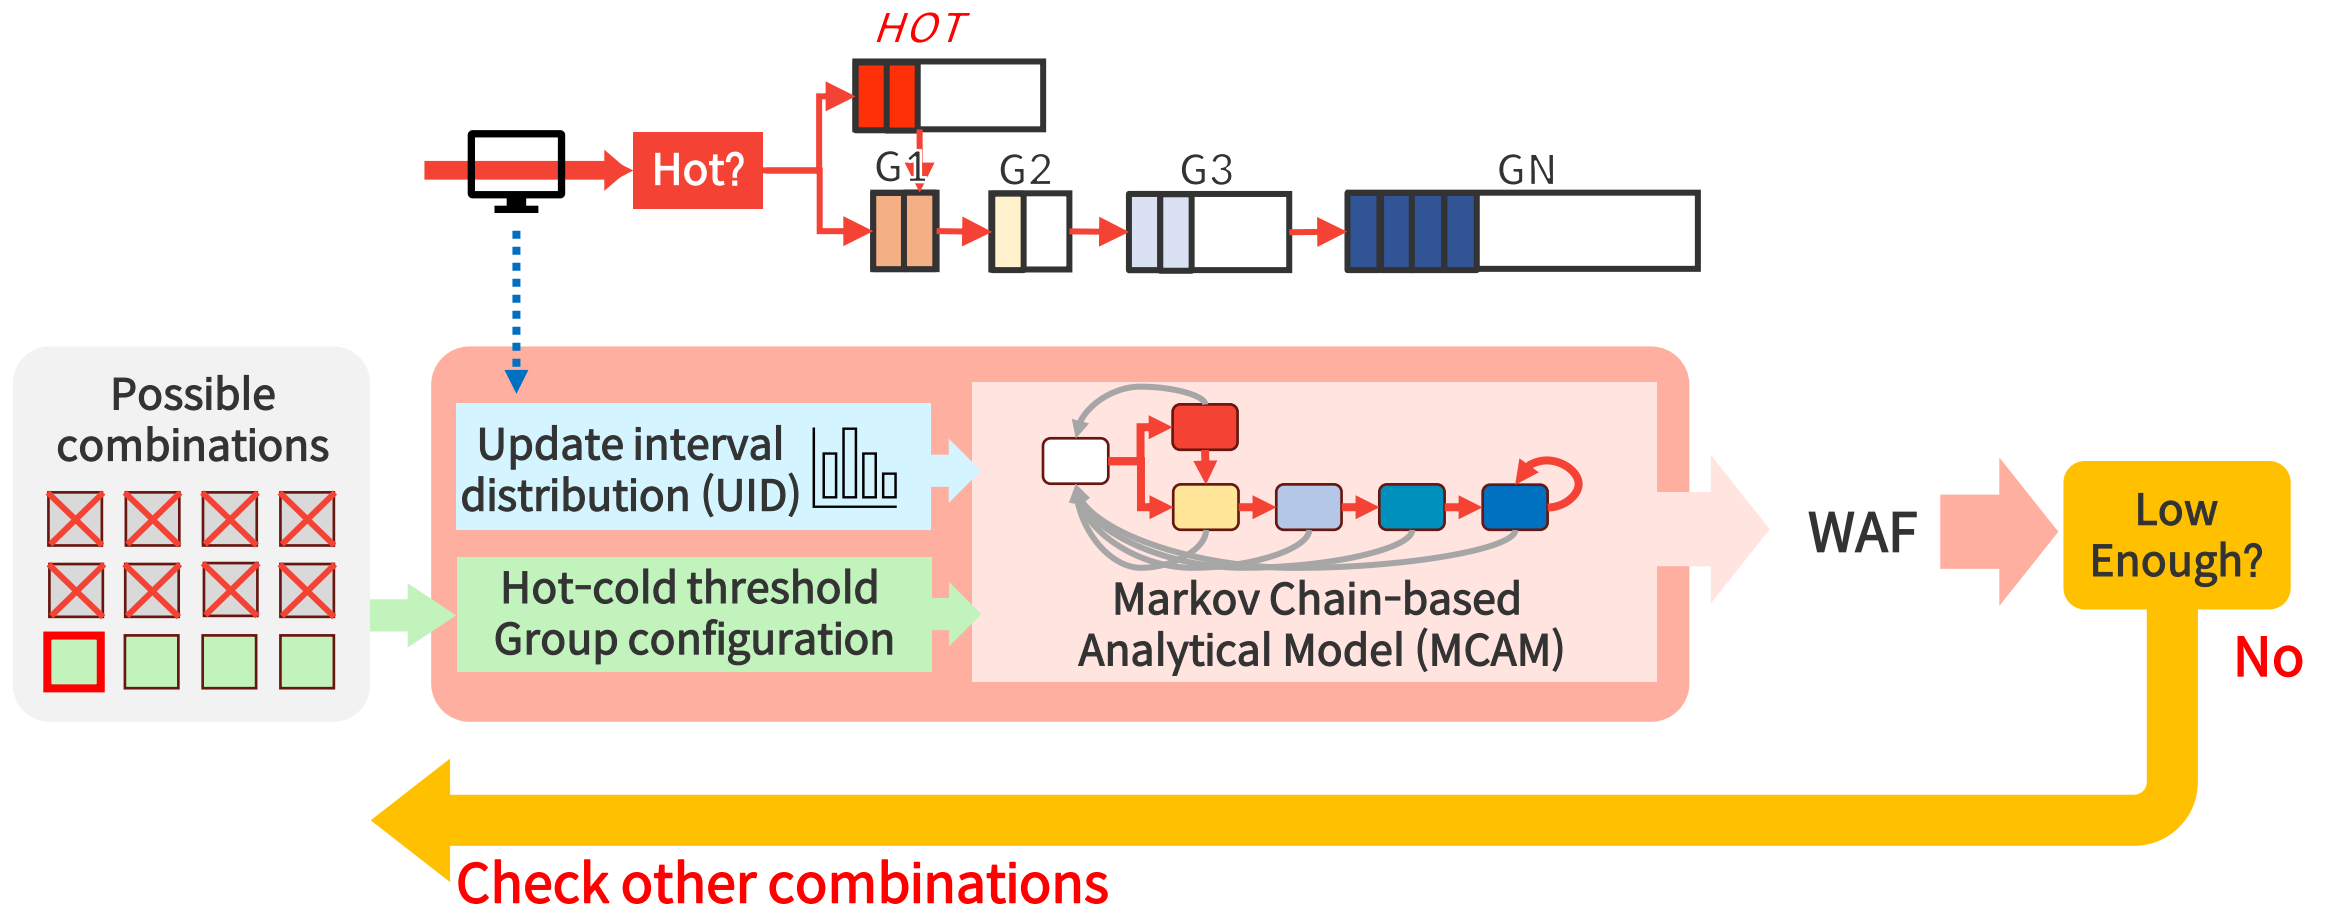 HOT
Hot?
G1
G2
G3
GN
Possible
combinations
Update interval
distribution (UID)
Hot-cold threshold
Group configuration
Markov Chain-based
Analytical Model (MCAM)
WAF
Low
Enough?
No
Check other combinations